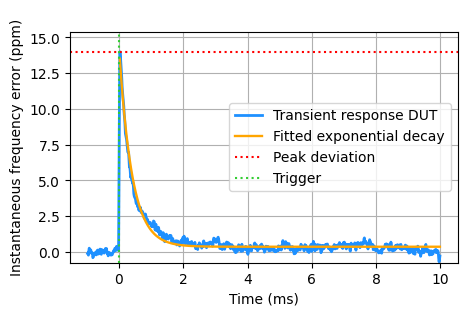 Instantaneous frequency error (ppm)
15.0
12.5
10.0
7.5
5.0
2.5
0.0
Transient response DUT
Fitted exponential decay
Peak deviation
Trigger
0 2 4 6 8 10
Time (ms)